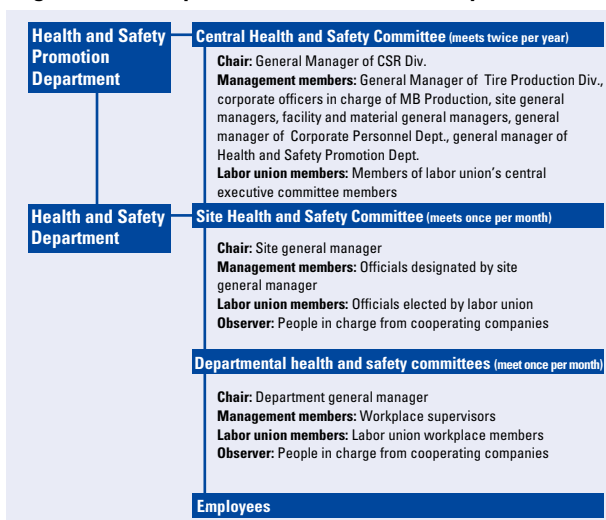 Health and Safety
Promotion
Department
Central Health and Safety Committee (meets twice per year)
Chair: General Manager of CSR Div.
Management members: General Manager of Tire Production Div.,
corporate officers in charge of MB Production, site general
managers, facility and material general managers, general
manager of Corporate Personnel Dept., general manager of
Health and Safety Promotion Dept.
Labor union members: Members of labor union's central
executive committee members
Health and Safety
Department
Site Health and Safety Committee (meets once per month)
Chair: Site general manager
Management members: Officials designated by site
general manager
Labor union members: Officials elected by labor union
Observer: People in charge from cooperating companies
Departmental health and safety committees (meet once per month)
Chair: Department general manager
Management members: Workplace supervisors
Labor union members: Labor union workplace members
Observer: People in charge from cooperating companies
Employees